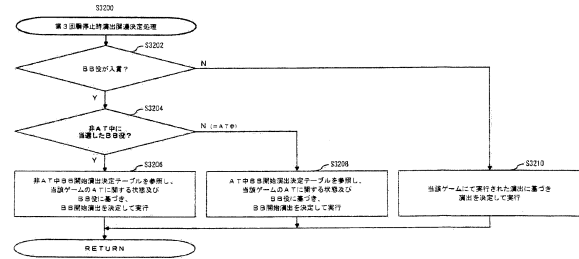 S3200
第3回胴停止時演出関連決定処理
S3202
BB役が入賞?
N
Y
S3204
非AT中に
当選したBB役?
N (=AT中)
Y
S3206
非AT中BB開始演出決定テーブルを参照し、
当該ゲームのATに関する状態及び
BB役に基づき、
BB開始演出を決定して実行
S3208
AT中BB開始演出決定テーブルを参照し、
当該ゲームのATに関する状態及び
BB役に基づき、
BB開始演出を決定して実行
S3210
当該ゲームにて実行された演出に基づき
演出を決定して実行
RETURN